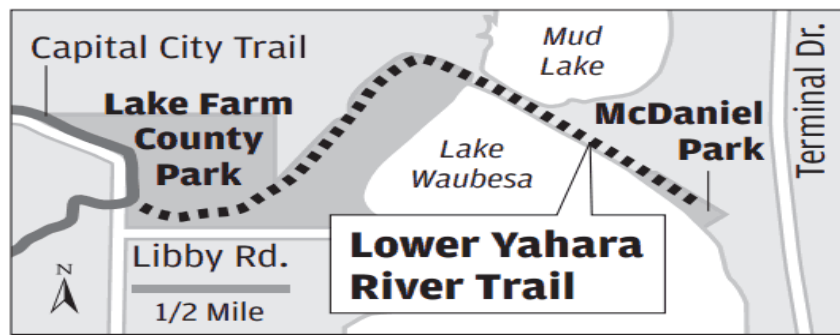 Capital City Trail
Lake Farm
County
Park
Mud
Lake
McDaniel
Park
Terminal Dr.
Lake
Waubesa
Lower Yahara
River Trail
Libby Rd.
N
1/2 Mile